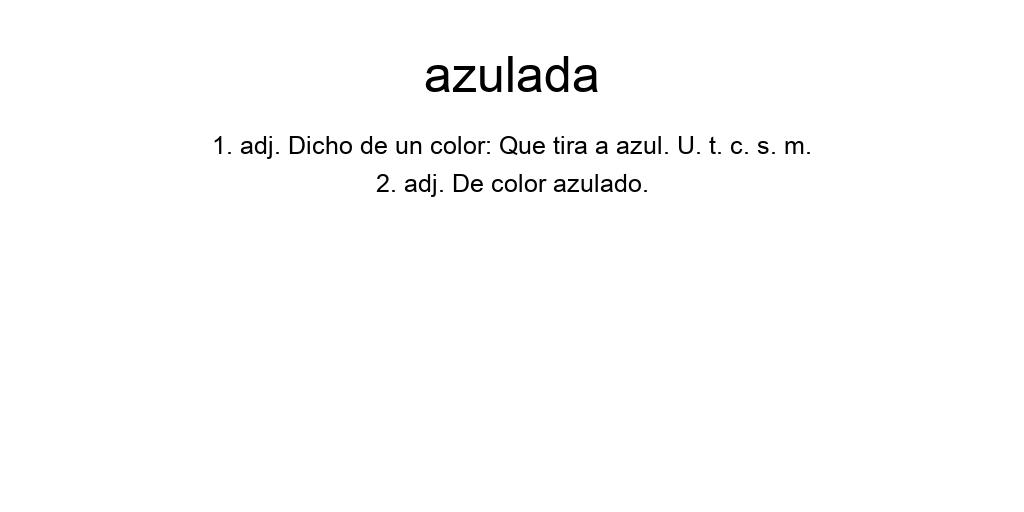 azulada
1. adj. Dicho de un color: Que tira a azul. U. t. c. s. m.
2. adj. De color azulado.